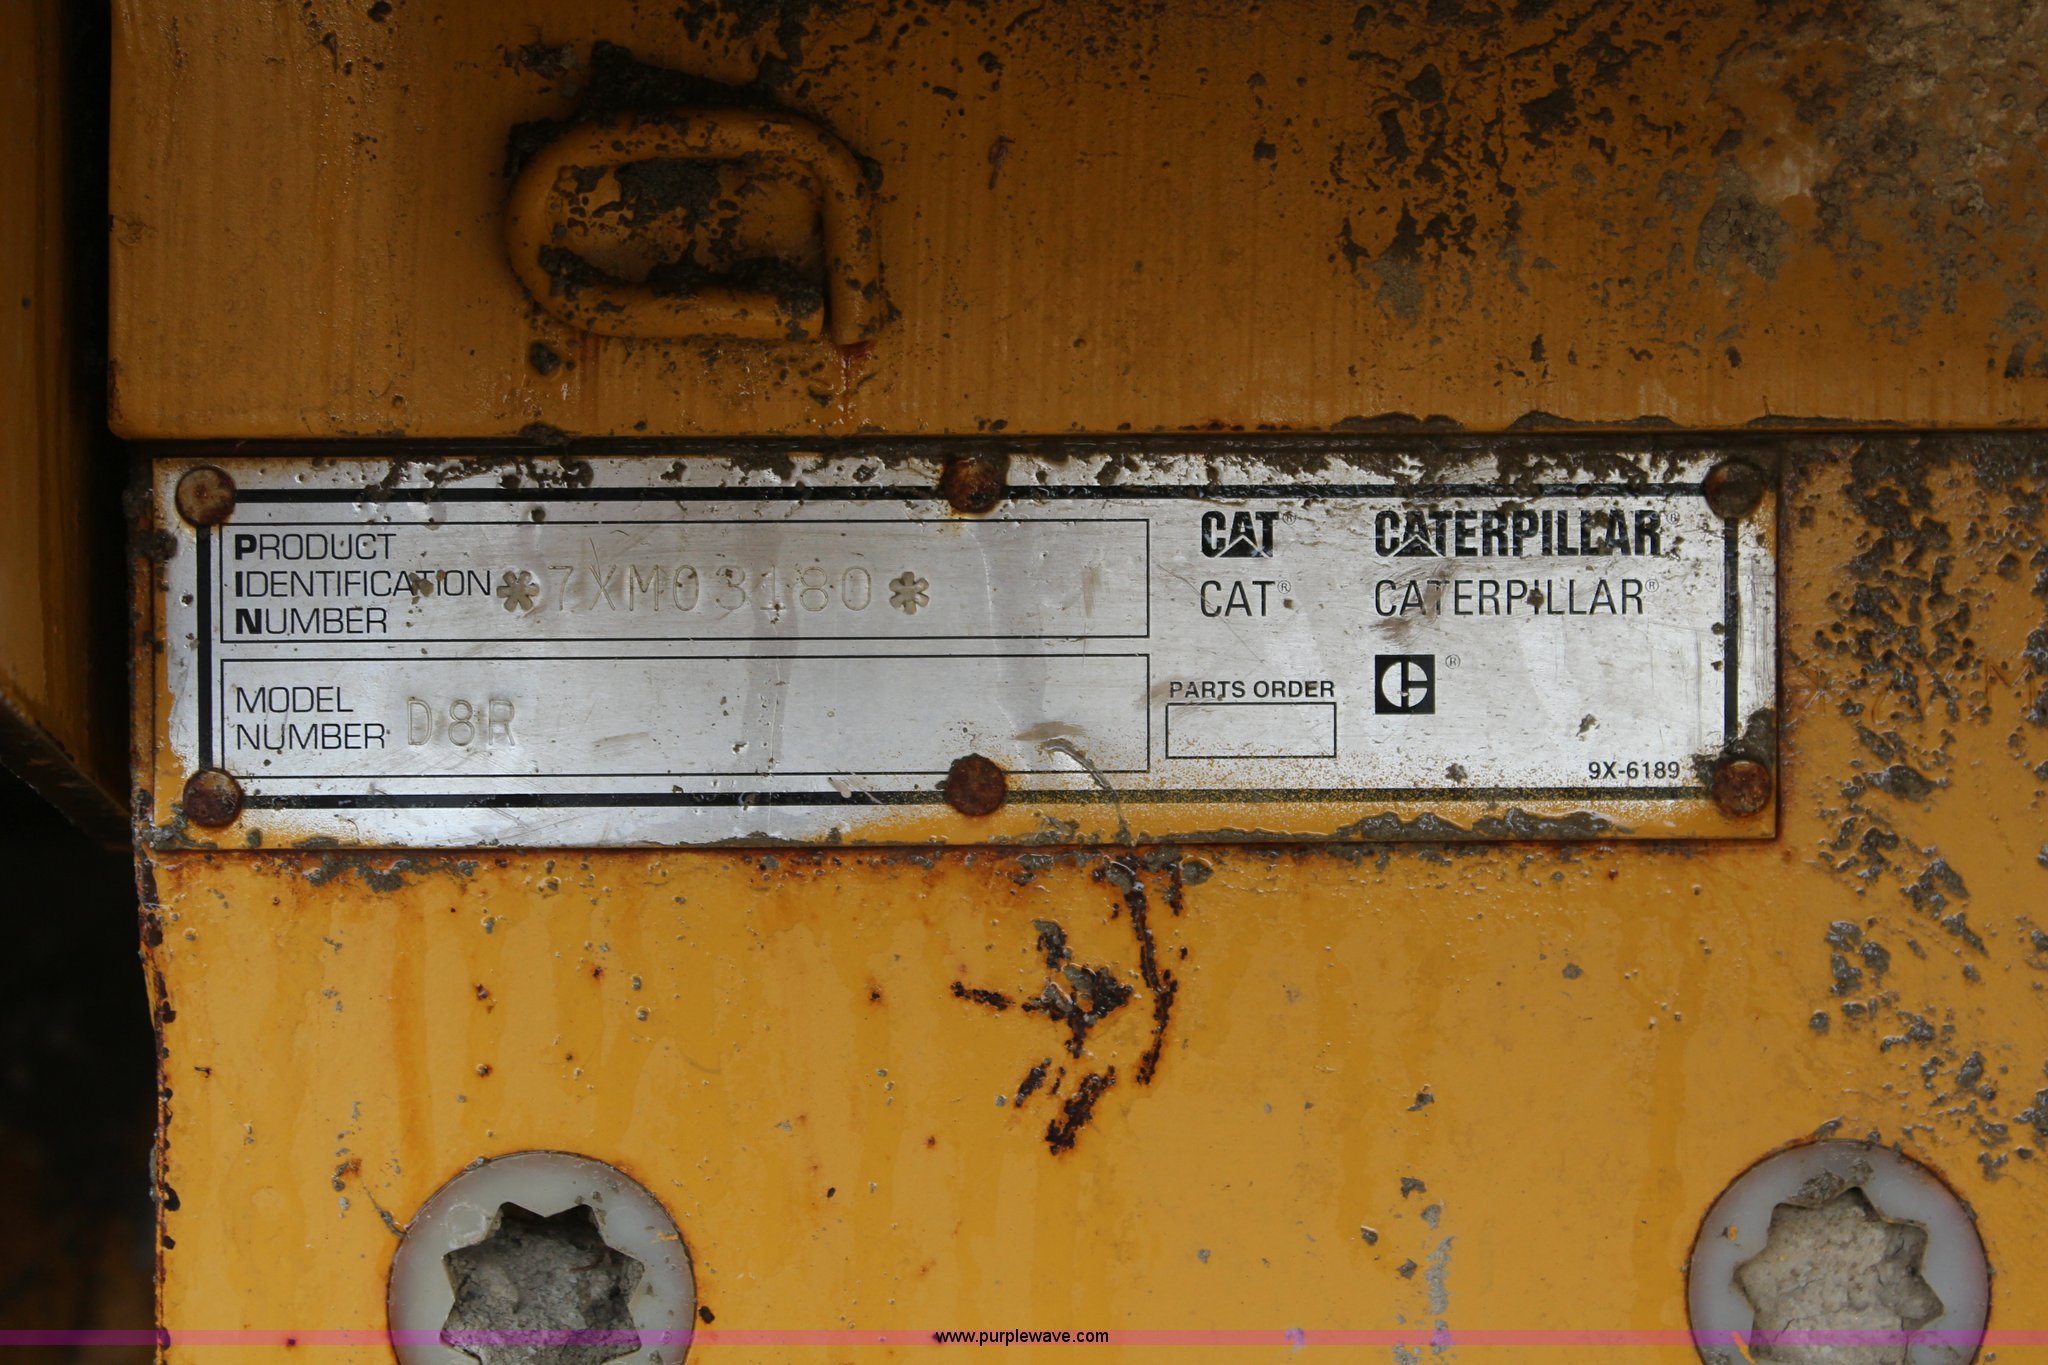 PRODUCT
IDENTIFICATION *7XM03180*
NUMBER
MODEL
NUMBER D8R
CAT® CATERPILLAR®
CAT® CATERPILLAR®
®
PARTS ORDER
9X-6189
www.purplewave.com